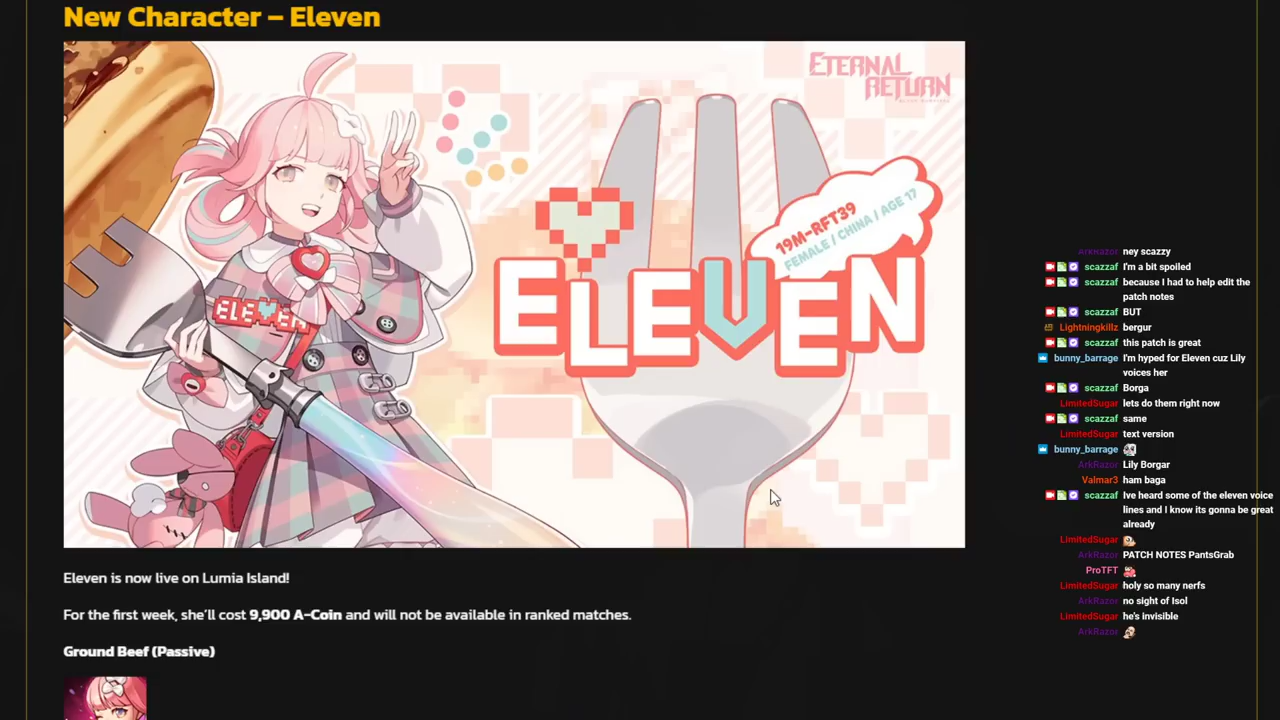 New Character – Eleven
ETERNAL
RETURN
19M-RFT39
FEMALE / CHINA / AGE 17
ELEVEN
ELEVEN
Eleven is now live on Lumia Island!
For the first week, she'll cost 9,900 A-Coin and will not be available in ranked matches.
Ground Beef (Passive)
ArkRazor ney scazzy
scazzaf I'm a bit spoiled
scazzaf because I had to help edit the
patch notes
scazzaf BUT
Lightningkillz bergur
scazzaf this patch is great
bunny_barrage I'm hyped for Eleven cuz Lily
voices her
scazzaf Borga
LimitedSugar lets do them right now
scazzaf same
LimitedSugar text version
bunny_barrage
ArkRazor Lily Borgar
Valmar3 ham baga
scazzaf Ive heard some of the eleven voice
lines and I know its gonna be great
already
LimitedSugar
ArkRazor PATCH NOTES PantsGrab
ProTFT
LimitedSugar holy so many nerfs
ArkRazor no sight of Isol
LimitedSugar he's invisible
ArkRazor